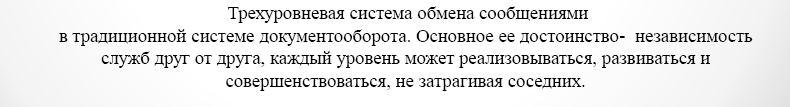 Трехуровневая система обмена сообщениями
в традиционной системе документооборота. Основное ее достоинство-  независимость
служб друг от друга, каждый уровень может реализовываться, развиваться и
совершенствоваться, не затрагивая соседних.